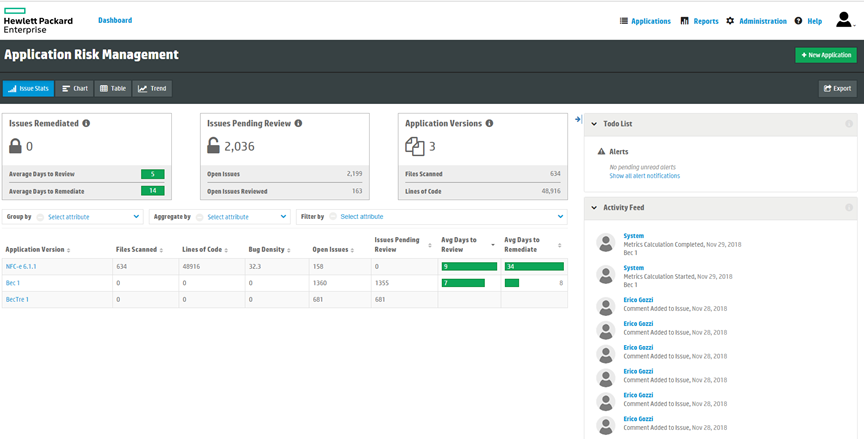 Hewlett Packard
Enterprise
Dashboard
Applications Reports Administration Help
Application Risk Management
+ New Application
Issue Stats Chart Table Trend
Export
Issues Remediated
0
Average Days to Review 5
Average Days to Remediate 14
Issues Pending Review
2,036
Open Issues 2,199
Open Issues Reviewed 163
Application Versions
3
Files Scanned 634
Lines of Code 48,916
Group by Select attribute
Aggregate by Select attribute
Filter by Select attribute
Application Version Files Scanned Lines of Code Bug Density Open Issues Issues Pending Review Avg Days to Review Avg Days to Remediate
NFC-e 6.1.1 634 48916 32.3 158 0 9 34
Bec 1 0 0 0 1360 1355 7 8
BecTre 1 0 0 0 681 681
Todo List
Alerts
No pending unread alerts
Show all alert notifications
Activity Feed
System
Metrics Calculation Completed, Nov 29, 2018
Bec 1
System
Metrics Calculation Started, Nov 29, 2018
Bec 1
Erico Gozzi
Comment Added to Issue, Nov 28, 2018
Erico Gozzi
Comment Added to Issue, Nov 28, 2018
Erico Gozzi
Comment Added to Issue, Nov 28, 2018
Erico Gozzi
Comment Added to Issue, Nov 28, 2018
Erico Gozzi
Comment Added to Issue, Nov 28, 2018
Erico Gozzi
Comment Added to Issue, Nov 28, 2018